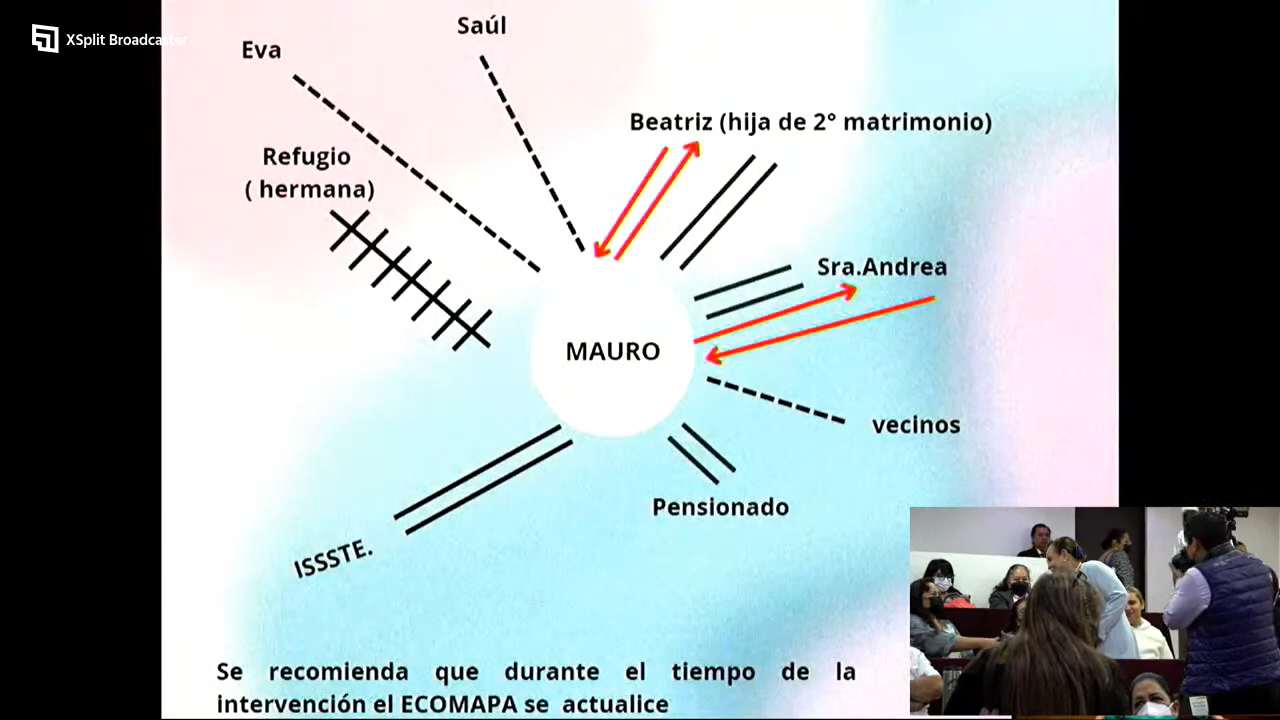 XSplit Broadcaster
Saúl
Eva
Beatriz (hija de 2° matrimonio)
Refugio
( hermana)
Sra.Andrea
MAURO
vecinos
Pensionado
ISSSTE.
Se recomienda que durante el tiempo de la
intervención el ECOMAPA se actualice